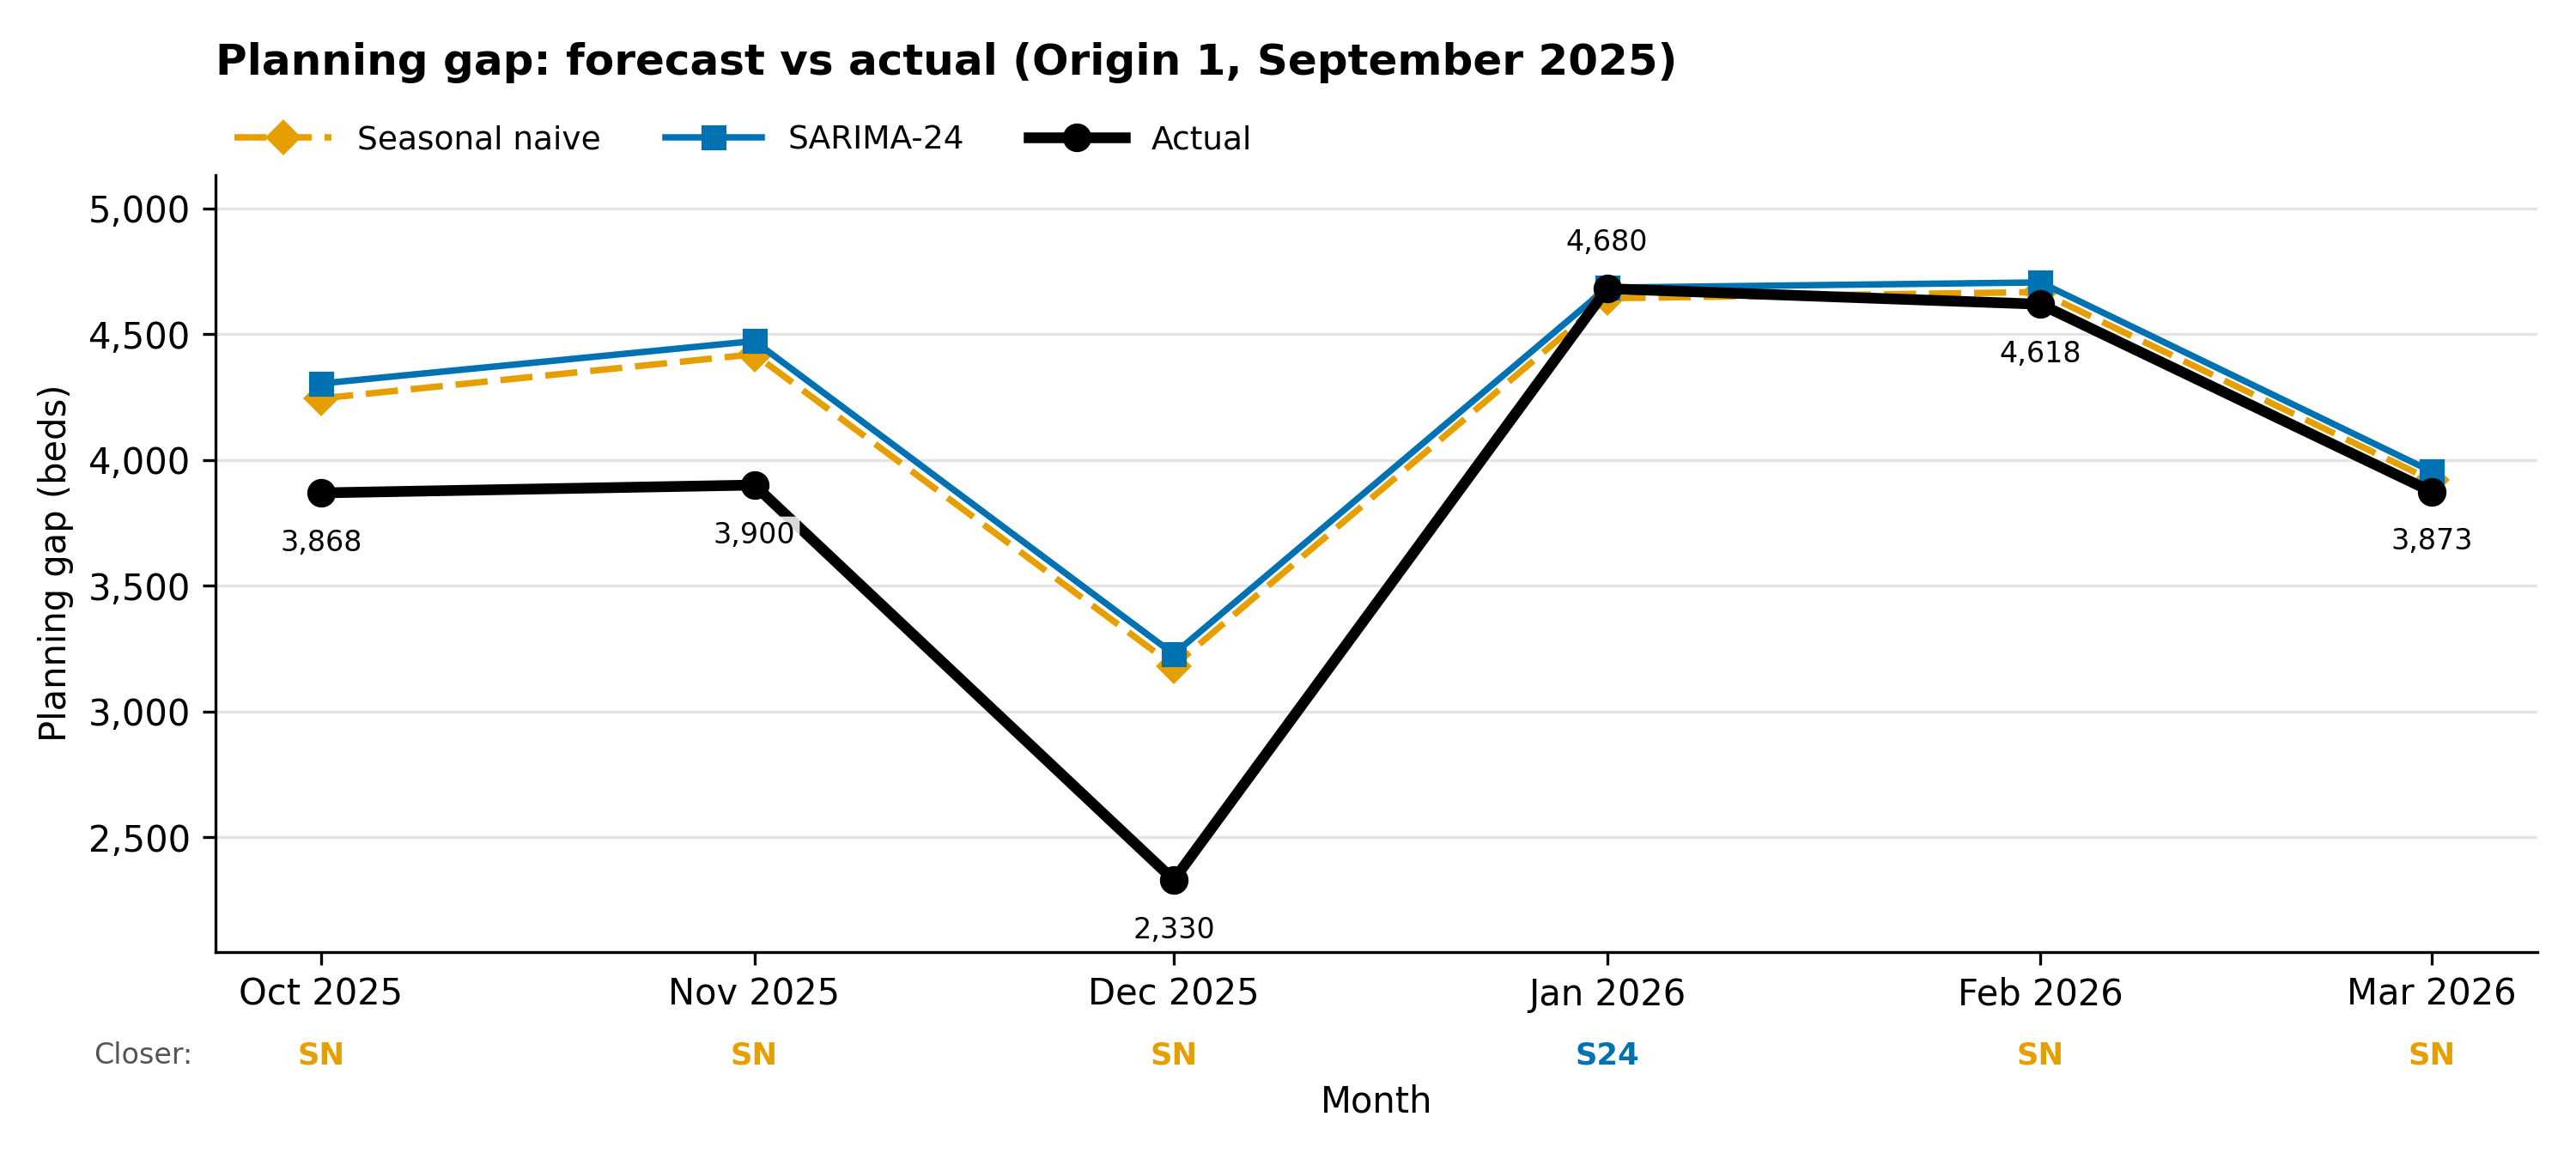 Planning gap: forecast vs actual (Origin 1, September 2025)
Seasonal naive SARIMA-24 Actual
Planning gap (beds)
5,000
4,500
4,000
3,500
3,000
2,500
3,868
3,900
2,330
4,680
4,618
3,873
Oct 2025 Nov 2025 Dec 2025 Jan 2026 Feb 2026 Mar 2026
Closer: SN SN SN S24 SN SN
Month